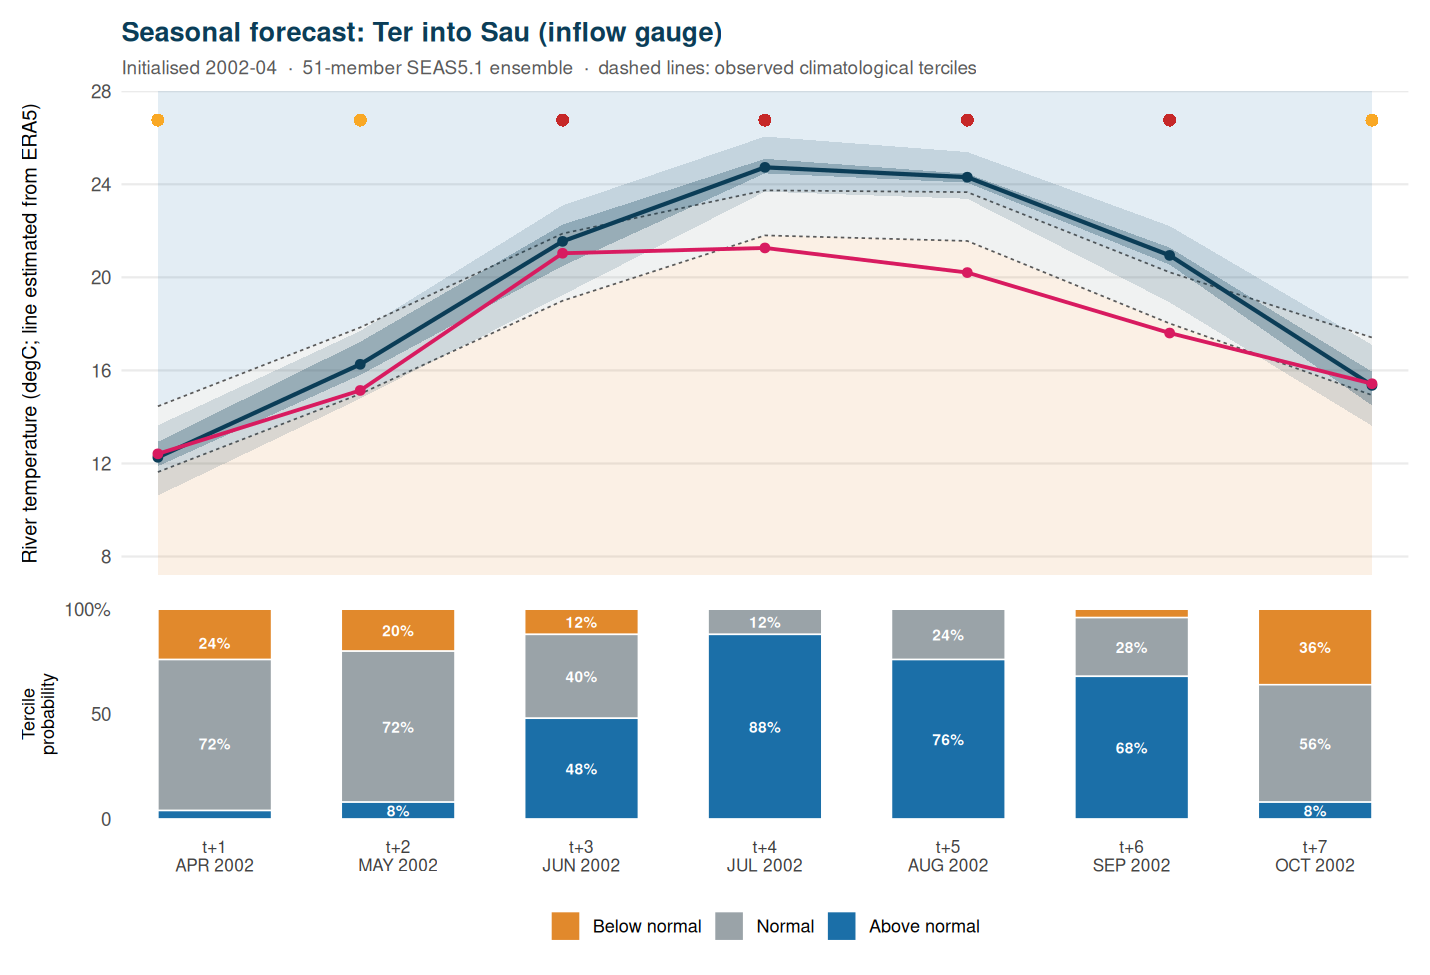 Seasonal forecast: Ter into Sau (inflow gauge)
Initialised 2002-04 · 51-member SEAS5.1 ensemble · dashed lines: observed climatological terciles
River temperature (degC; line estimated from ERA5)
28
24
20
16
12
8
Tercile
probability
100%
50
0
24%
72%
20%
72%
8%
12%
40%
48%
12%
88%
24%
76%
28%
68%
36%
56%
8%
t+1
APR 2002
t+2
MAY 2002
t+3
JUN 2002
t+4
JUL 2002
t+5
AUG 2002
t+6
SEP 2002
t+7
OCT 2002
Below normal
Normal
Above normal